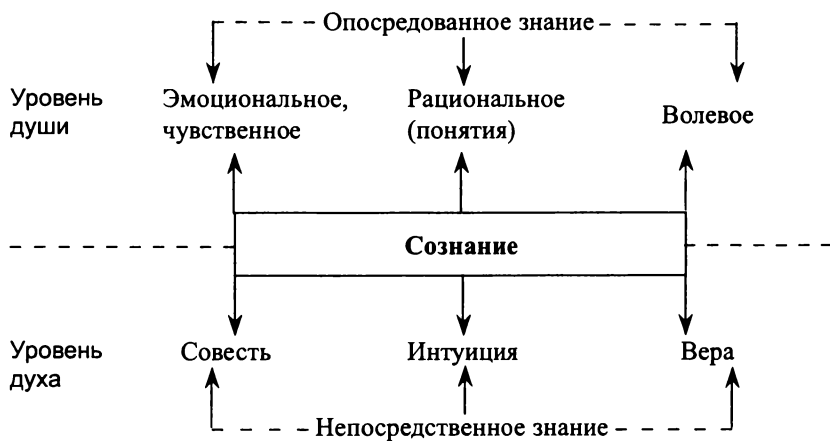 Опосредованное знание
Уровень
души
Эмоциональное,
чувственное
Рациональное
(понятия)
Волевое
Сознание
Уровень
духа
Совесть
Интуиция
Вера
Непосредственное знание